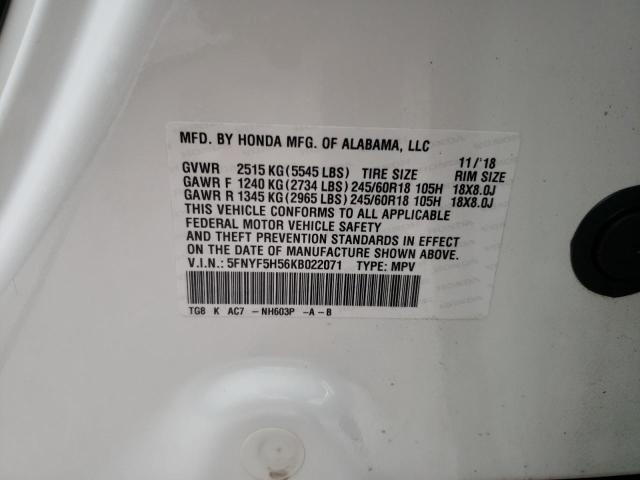 MFD. BY HONDA MFG. OF ALABAMA, LLC 11/'18
GVWR 2515 KG(5545 LBS) TIRE SIZE RIM SIZE
GAWR F 1240 KG(2734 LBS)245/60R18 105H 18X8.0J
GAWR R 1345 KG(2965 LBS)245/60R18 105H 18X8.0J
THIS VEHICLE CONFORMS TO ALL APPLICABLE
FEDERAL MOTOR VEHICLE SAFETY
AND THEFT PREVENTION STANDARDS IN EFFECT
ON THE DATE OF MANUFACTURE SHOWN ABOVE.
V.I.N.: 5FNYF5H56KB022071 TYPE: MPV
TG8 K AC7 -NH603P -A-B